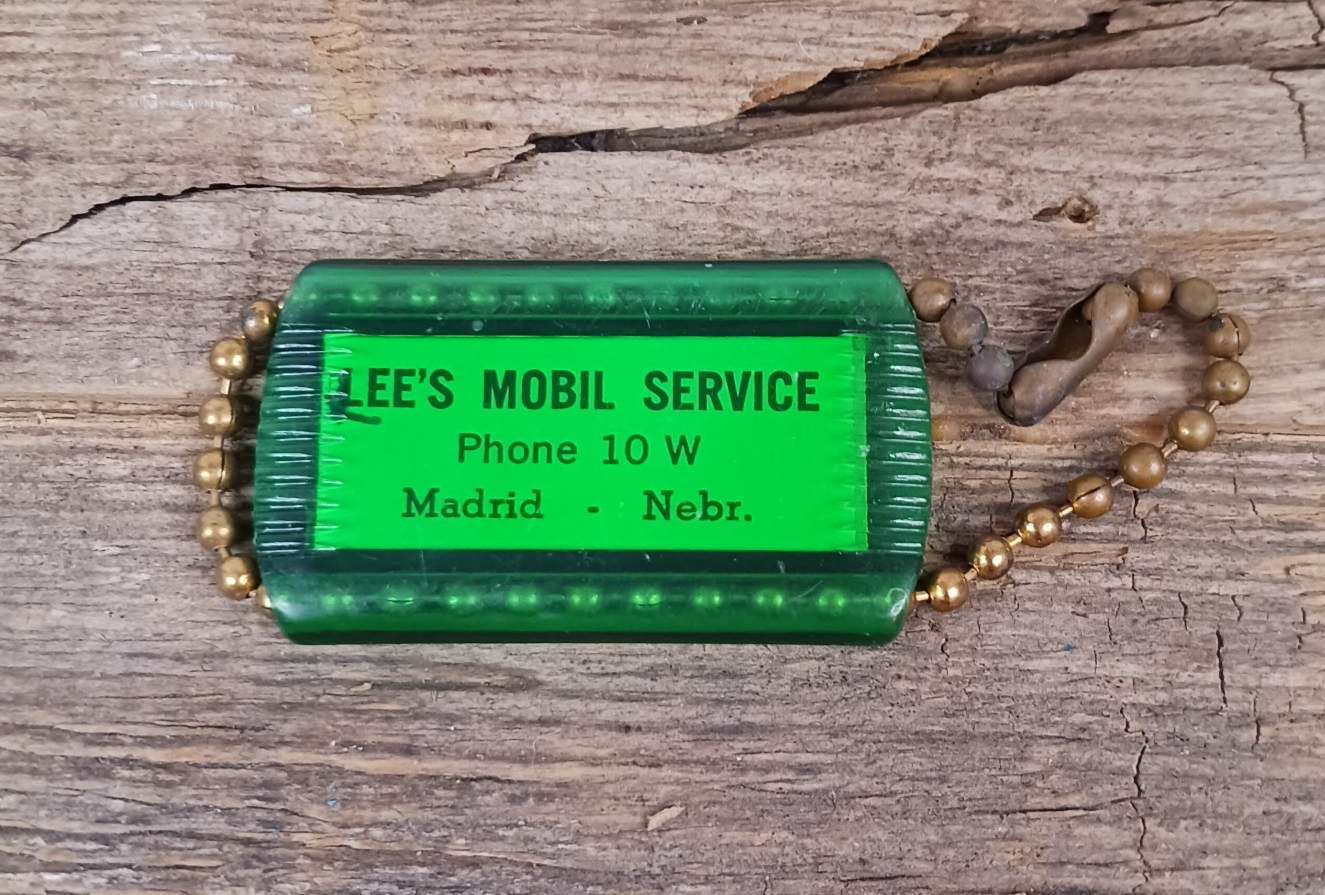 LEE'S MOBIL SERVICE
Phone 10 W
Madrid - Nebr.